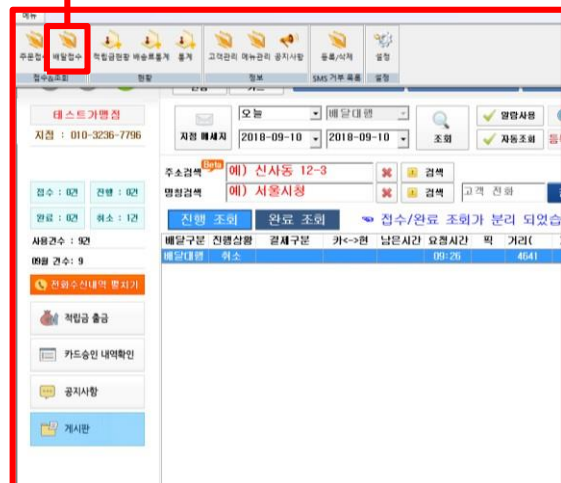 메뉴
주문접수 배달접수 적립금현황 배송료통계 통계 고객관리 메뉴관리 공지사항 등록/삭제 설정
접수&조회 현황 정보 SMS 거부 목록 설정
테스트가맹점
지점 : 010-3236-7796
오늘 배달대행
지점 메세지 2018-09-10 2018-09-10 조회
알람사용
자동조회
주소검색 Beta 예) 신사동 12-3 검색
명칭검색 예) 서울시청 검색 고객 전화
접수 : 0건 진행 : 0건
완료 : 0건 취소 : 1건
진행 조회 완료 조회 접수/완료 조회가 분리 되었습
사용건수 : 9건
09월 건수: 9
배달구분 진행상황 결제구분 카<->현 남은시간 요청시간 픽 거리(
배달대행 취소 09:26 4641
전화수신내역 펼치기
적립금 출금
카드승인 내역확인
공지사항
게시판